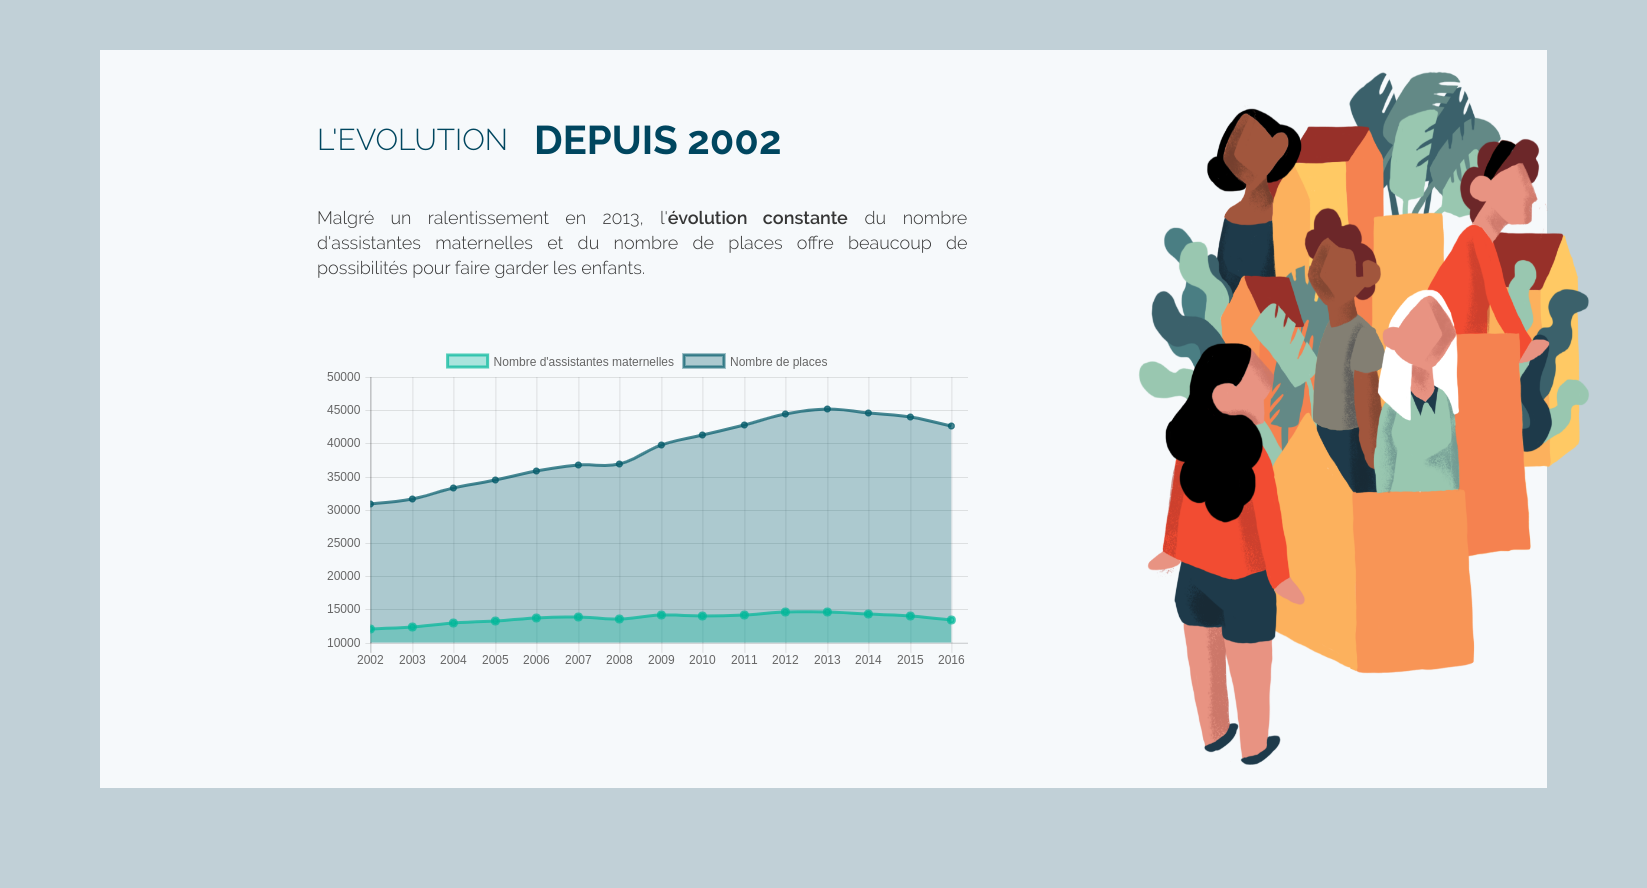 L'EVOLUTION DEPUIS 2002
Malgré un ralentissement en 2013, l'évolution constante du nombre
d'assistantes maternelles et du nombre de places offre beaucoup de
possibilités pour faire garder les enfants.
Nombre d'assistantes maternelles Nombre de places
50000
45000
40000
35000
30000
25000
20000
15000
10000
2002 2003 2004 2005 2006 2007 2008 2009 2010 2011 2012 2013 2014 2015 2016